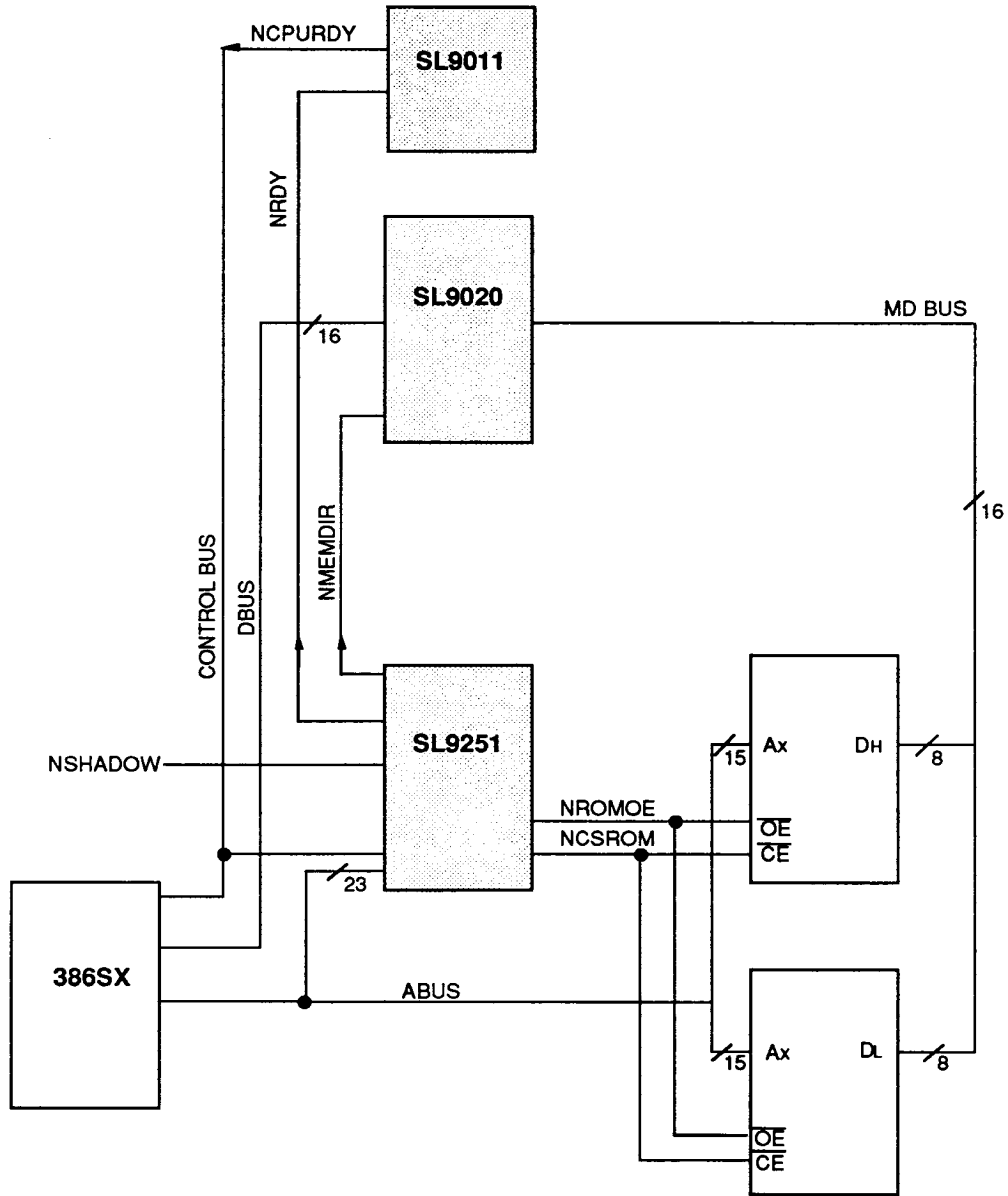 NCPURDY
SL9011
NRDY
SL9020
MD BUS
16
16
CONTROL BUS
DBUS
NMEMDIR
SL9251
NSHADOW
15
Ax
DH
8
NROMOE
OE
NCSROM
CE
23
386SX
ABUS
15
Ax
DL
8
OE
CE